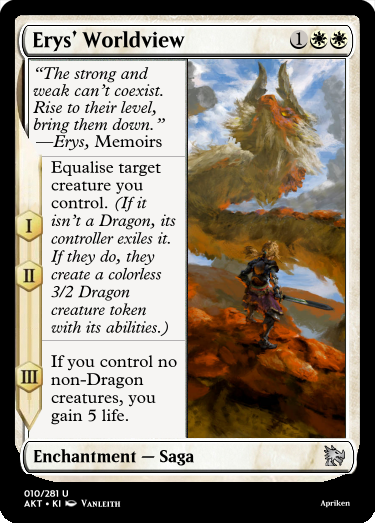 Erys' Worldview 1
“The strong and
weak can't coexist.
Rise to their level,
bring them down.”
—Erys, Memoirs
Equalise target
creature you
control. (If it
isn't a Dragon, its
controller exiles it.
If they do, they
create a colorless
3/2 Dragon
creature token
with its abilities.)
I
II
III
If you control no
non-Dragon
creatures, you
gain 5 life.
Enchantment — Saga
010/281 U
AKT • KI VANLEITH
Apriken